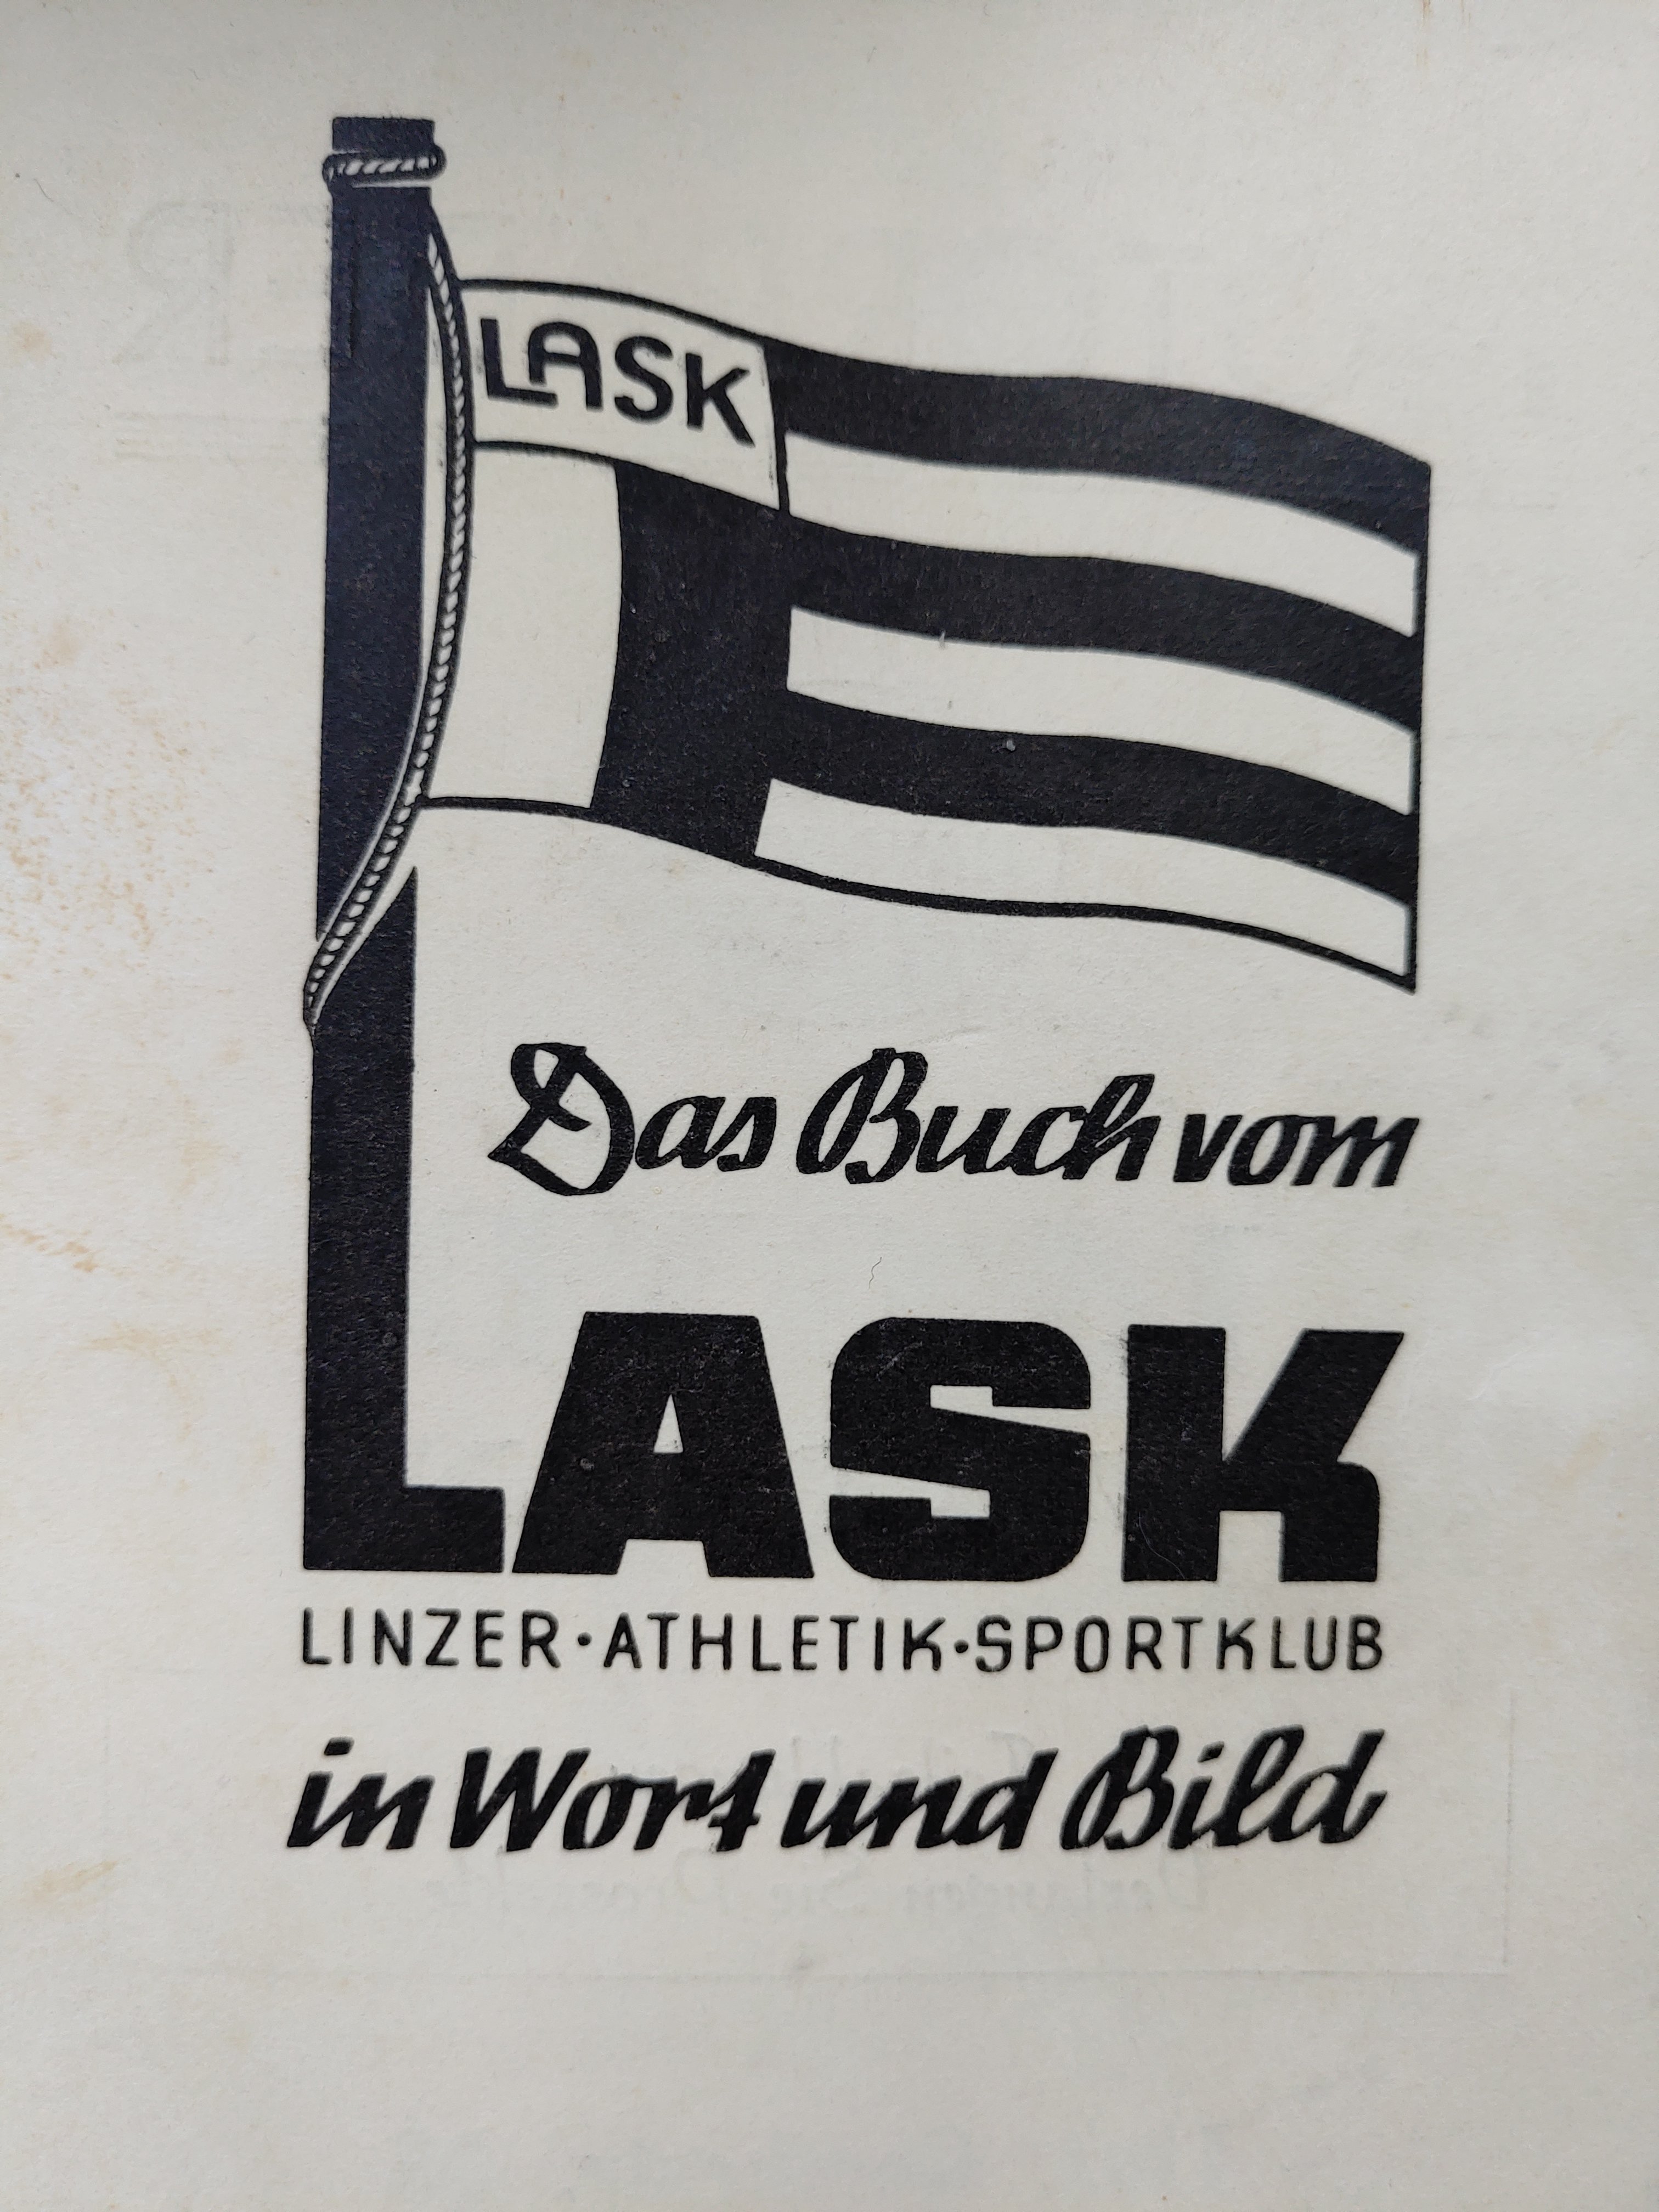 LASK
Das Buch vom
LASK
LINZER·ATHLETIK·SPORTKLUB
in Wort und Bild